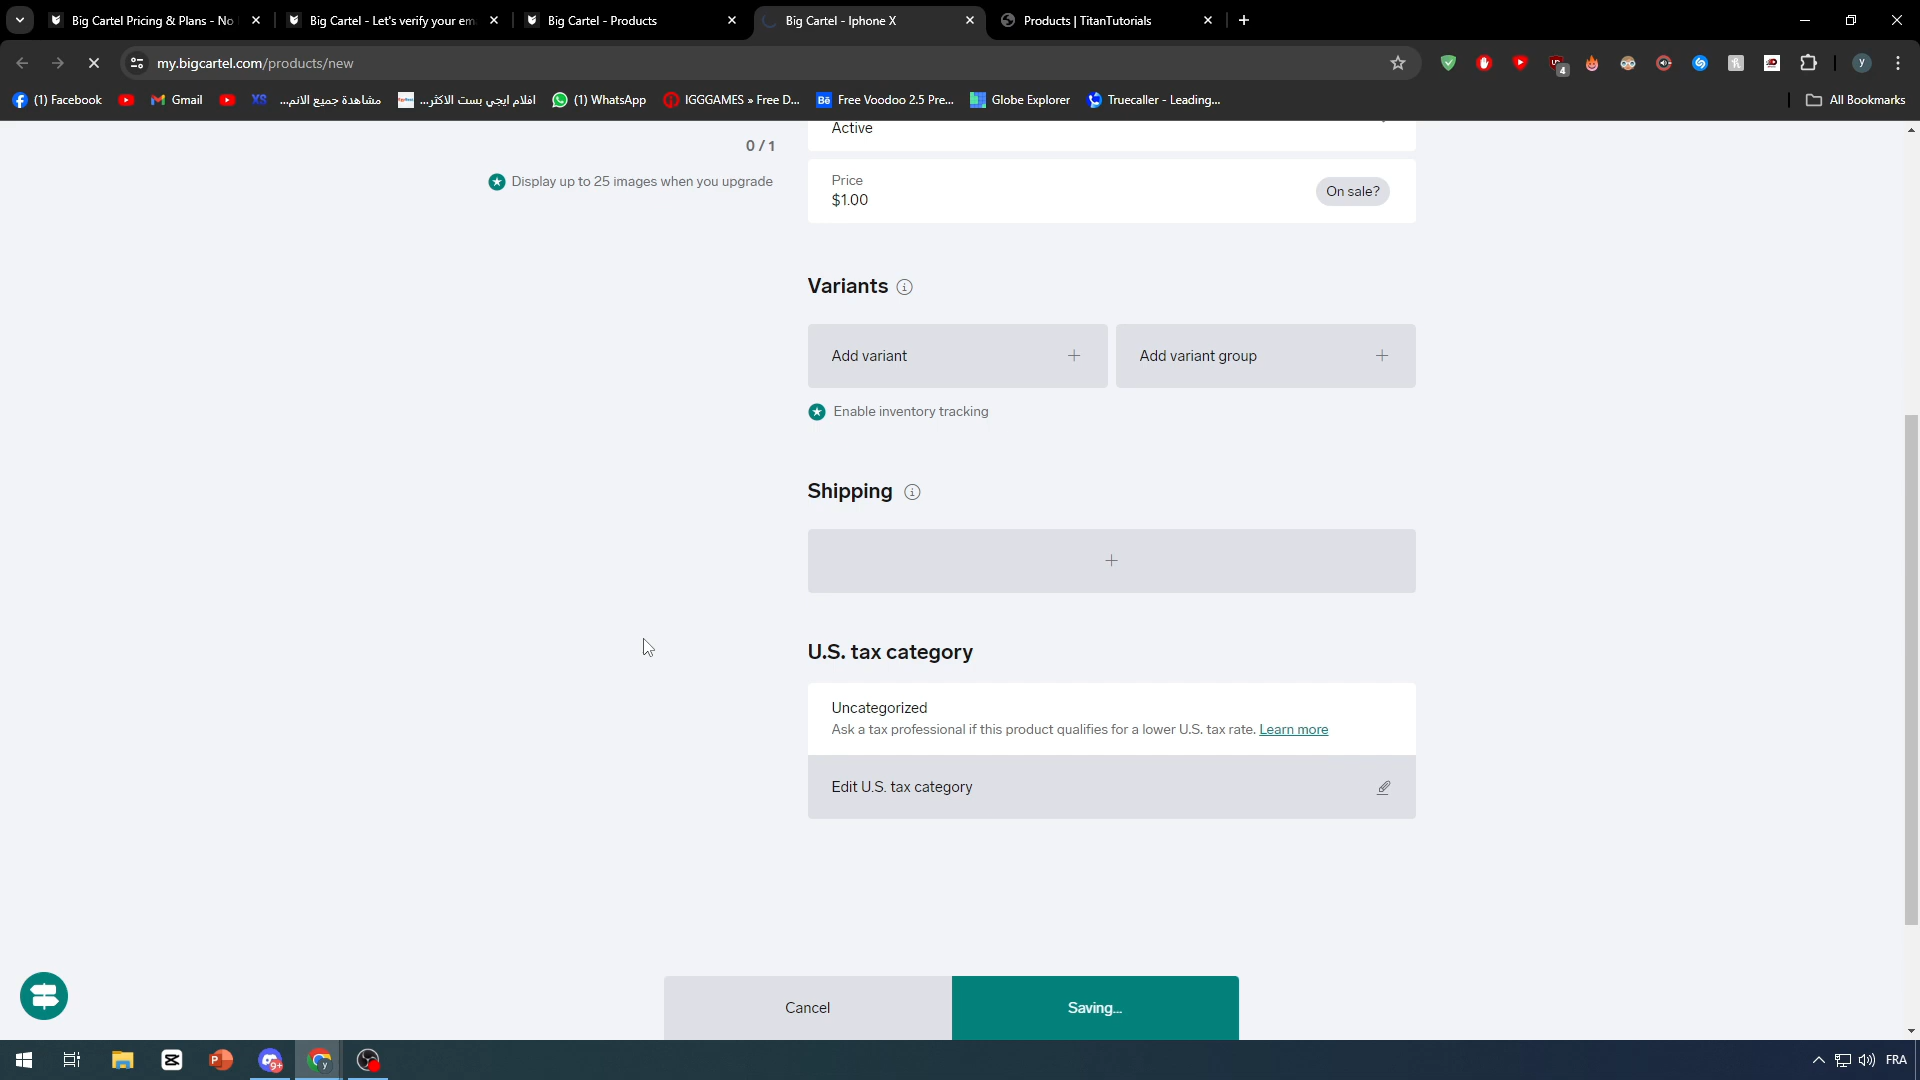 Big Cartel Pricing & Plans - No
Big Cartel - Let's verify your em
Big Cartel - Products
Big Cartel - Iphone X
Products | TitanTutorials
my.bigcartel.com/products/new
4
y
(1) Facebook
Gmail
XS
مشاهدة جميع الانم...
افلام ايجي بست الاكثر...
(1) WhatsApp
IGGGAMES » Free D...
Bē Free Voodoo 2.5 Pre...
Globe Explorer
Truecaller - Leading...
All Bookmarks
Active
0 / 1
Display up to 25 images when you upgrade
Price
$1.00
On sale?
Variants
Add variant
Add variant group
Enable inventory tracking
Shipping
U.S. tax category
Uncategorized
Ask a tax professional if this product qualifies for a lower U.S. tax rate. Learn more
Edit U.S. tax category
Cancel
Saving...
9+
FRA